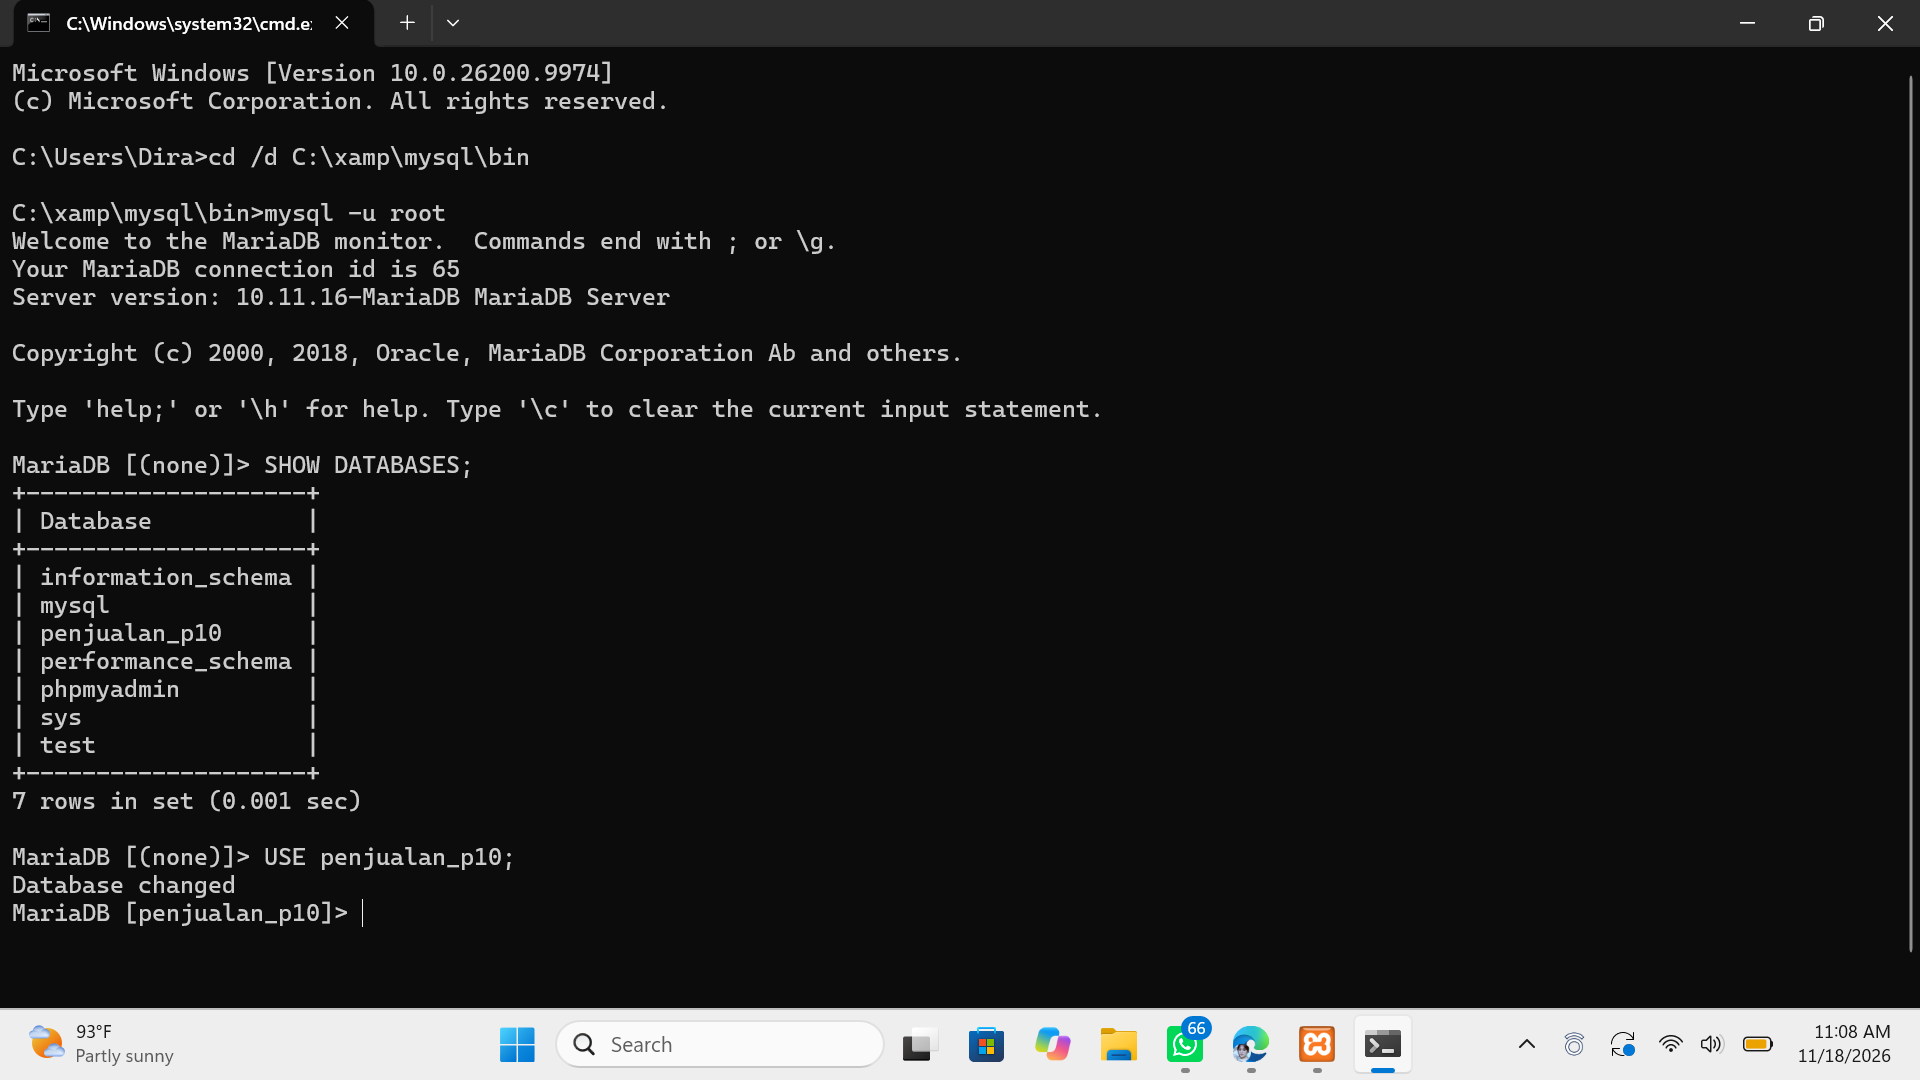 C:\Windows\system32\cmd.e
Microsoft Windows [Version 10.0.26200.9974]
(c) Microsoft Corporation. All rights reserved.
C:\Users\Dira>cd /d C:\xamp\mysql\bin
C:\xamp\mysql\bin>mysql -u root
Welcome to the MariaDB monitor.  Commands end with ; or \g.
Your MariaDB connection id is 65
Server version: 10.11.16-MariaDB MariaDB Server
Copyright (c) 2000, 2018, Oracle, MariaDB Corporation Ab and others.
Type 'help;' or '\h' for help. Type '\c' to clear the current input statement.
MariaDB [(none)]> SHOW DATABASES;
+--------------------+
| Database           |
+--------------------+
| information_schema |
| mysql              |
| penjualan_p10      |
| performance_schema |
| phpmyadmin         |
| sys                |
| test               |
+--------------------+
7 rows in set (0.001 sec)
MariaDB [(none)]> USE penjualan_p10;
Database changed
MariaDB [penjualan_p10]>
93°F
Partly sunny
Search
66
11:08 AM
11/18/2026